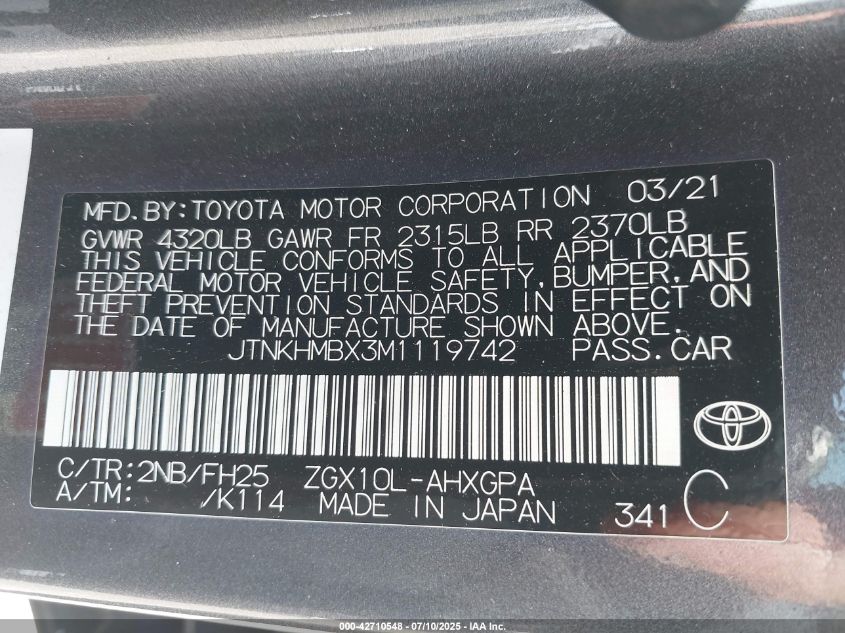 MFD.BY:TOYOTA MOTOR CORPORATION 03/21
GVWR 4320LB GAWR FR 2315LB RR 2370LB
THIS VEHICLE CONFORMS TO ALL APPLICABLE
FEDERAL MOTOR VEHICLE SAFETY,BUMPER,AND
THEFT PREVENTION STANDARDS IN EFFECT ON
THE DATE OF MANUFACTURE SHOWN ABOVE.
JTNKHMBX3M1119742 PASS.CAR
C/TR:2NB/FH25 ZGX10L-AHXGPA
A/TM: /K114 MADE IN JAPAN 341 C
000-42710548 - 07/10/2025 - IAA Inc.